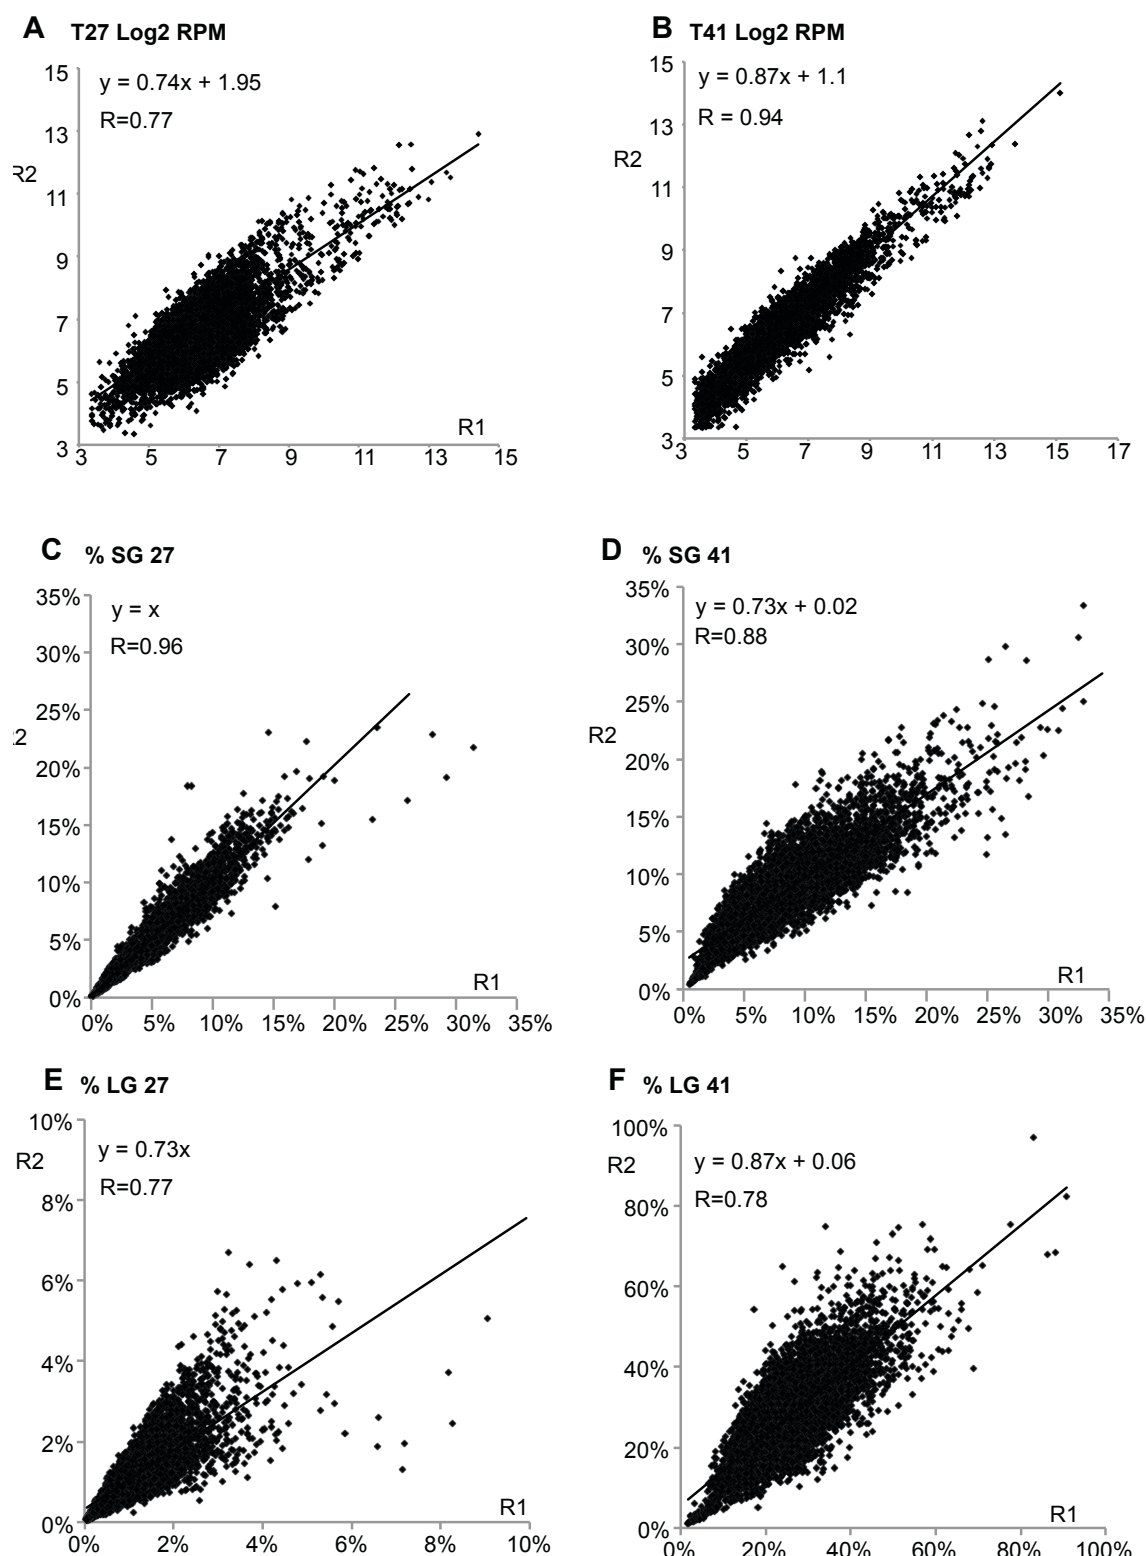 A T27 Log2 RPM
15
y = 0.74x + 1.95
R=0.77
13
R2
11
9
7
5
3
R1
3 5 7 9 11 13 15
B T41 Log2 RPM
15
y = 0.87x + 1.1
R = 0.94
13
R2
11
9
7
5
3
3 5 7 9 11 13 15 17
C % SG 27
35%
y = x
R=0.96
30%
25%
20%
15%
10%
5%
0%
R1
0% 5% 10% 15% 20% 25% 30% 35%
D % SG 41
35%
y = 0.73x + 0.02
R=0.88
30%
25%
R2
20%
15%
10%
5%
0%
R1
0% 5% 10% 15% 20% 25% 30% 35%
E % LG 27
10%
y = 0.73x
R2
R=0.77
8%
6%
4%
2%
0%
R1
0% 2% 4% 6% 8% 10%
F % LG 41
100%
y = 0.87x + 0.06
R2
R=0.78
80%
60%
40%
20%
0%
R1
0% 20% 40% 60% 80% 100%